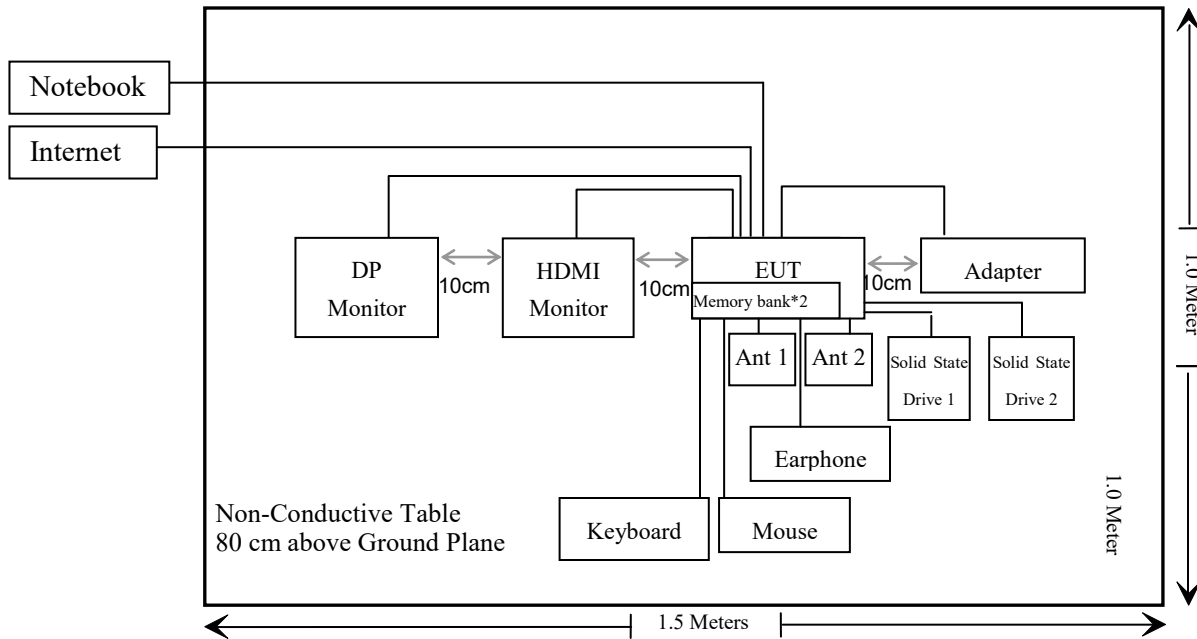 Notebook
Internet
DP
Monitor
10cm
HDMI
Monitor
10cm
EUT
Memory bank*2
10cm
Adapter
1.0 Meter
Ant 1
Ant 2
Solid State
Drive 1
Solid State
Drive 2
Earphone
Keyboard
Mouse
Non-Conductive Table
80 cm above Ground Plane
1.0 Meter
1.5 Meters